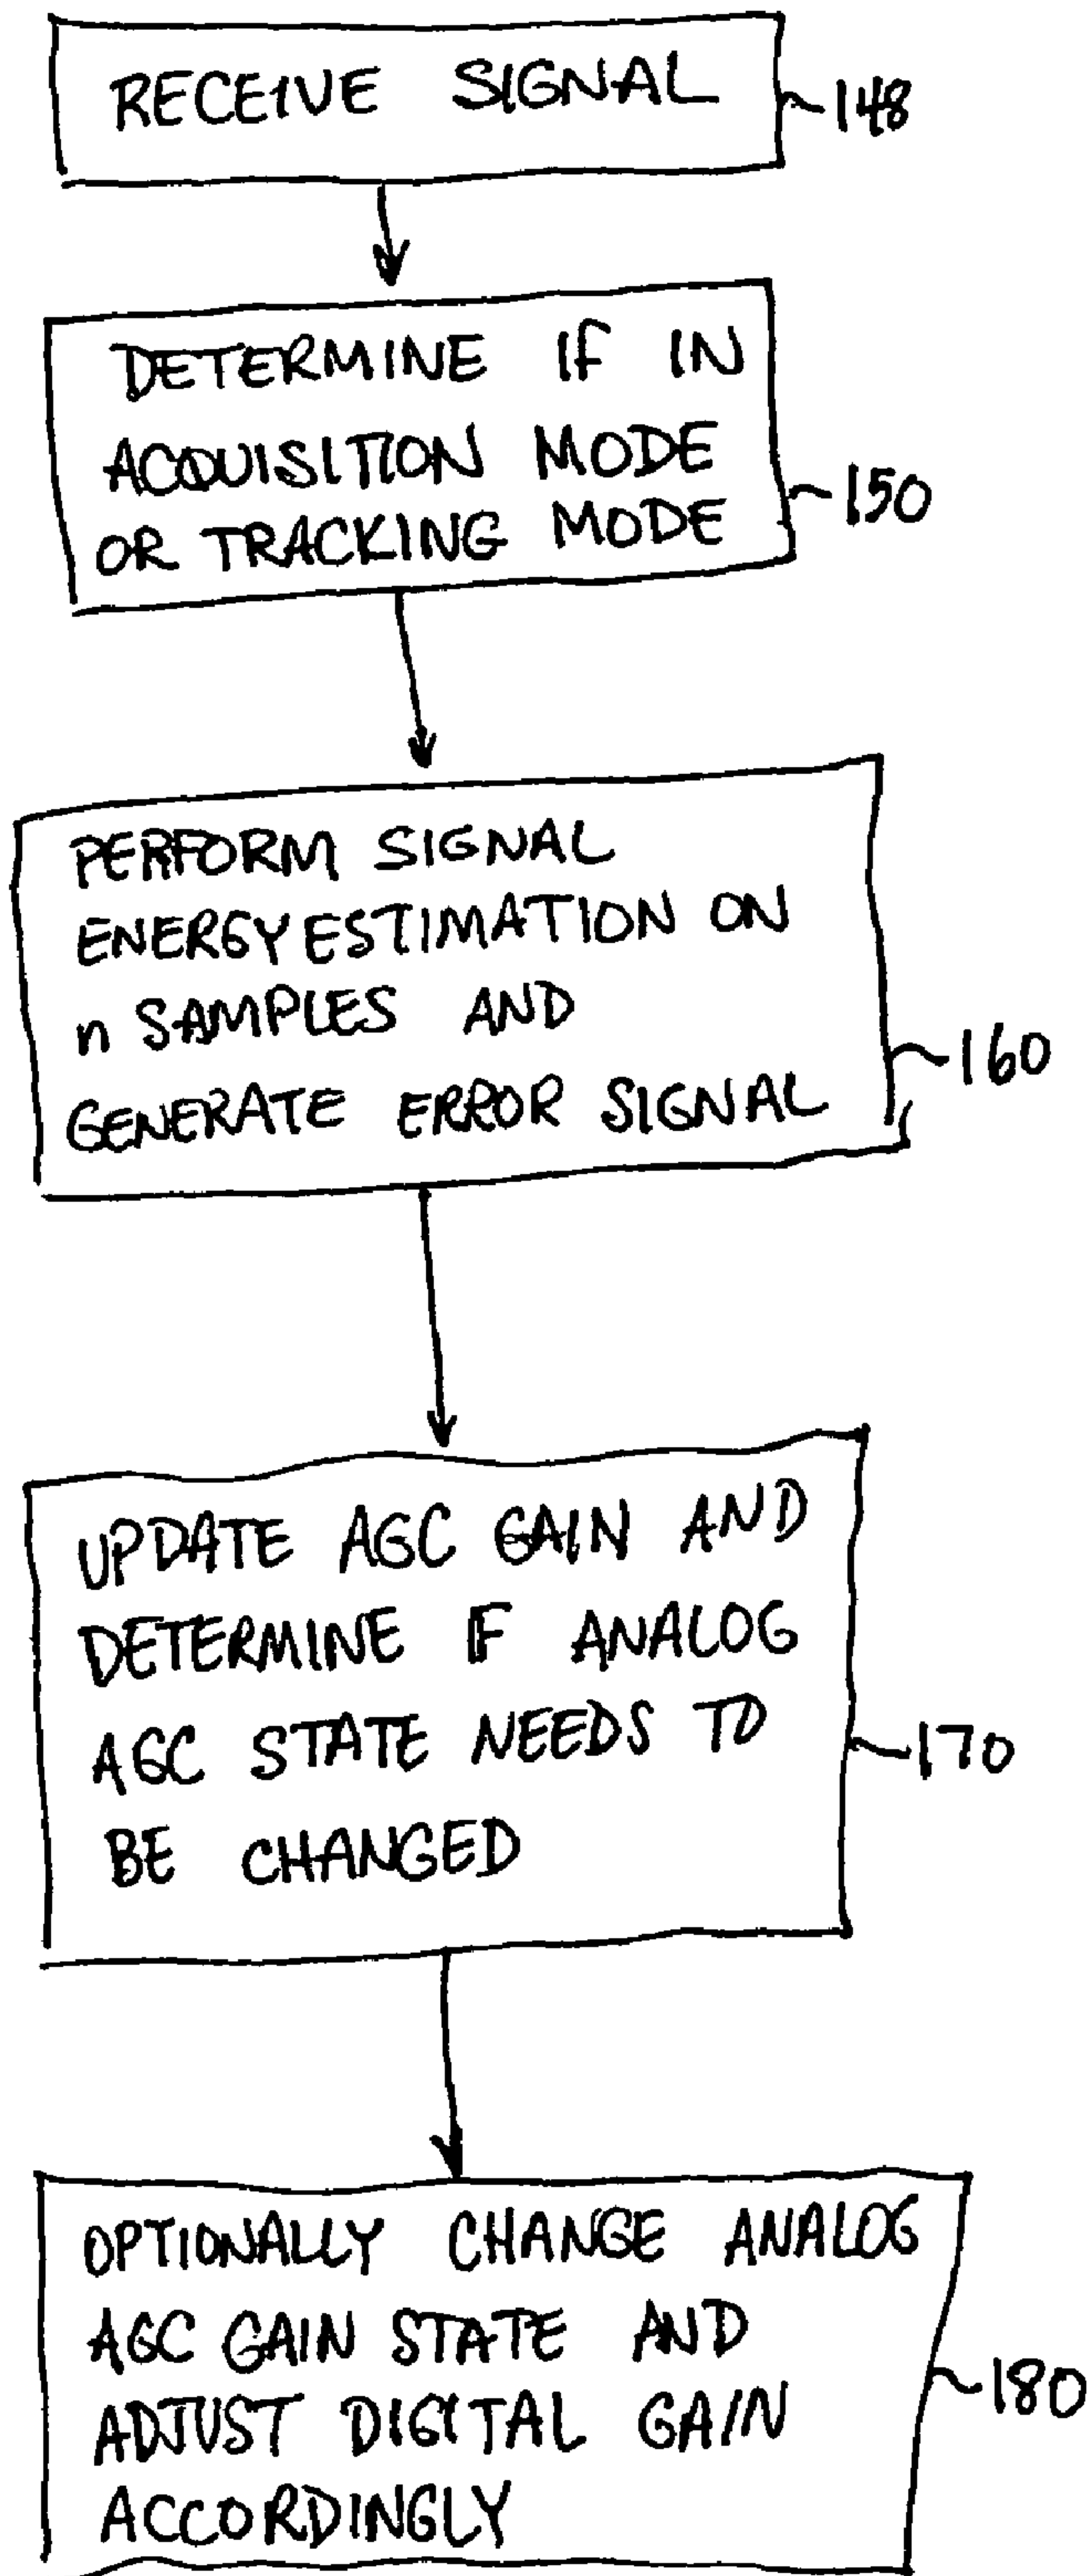 RECEIVE SIGNAL
148
DETERMINE IF IN
ACQUISITION MODE
OR TRACKING MODE
150
PERFORM SIGNAL
ENERGY ESTIMATION ON
n SAMPLES AND
GENERATE ERROR SIGNAL
160
UPDATE AGC GAIN AND
DETERMINE IF ANALOG
AGC STATE NEEDS TO
BE CHANGED
170
OPTIONALLY CHANGE ANALOG
AGC GAIN STATE AND
ADJUST DIGITAL GAIN
ACCORDINGLY
180